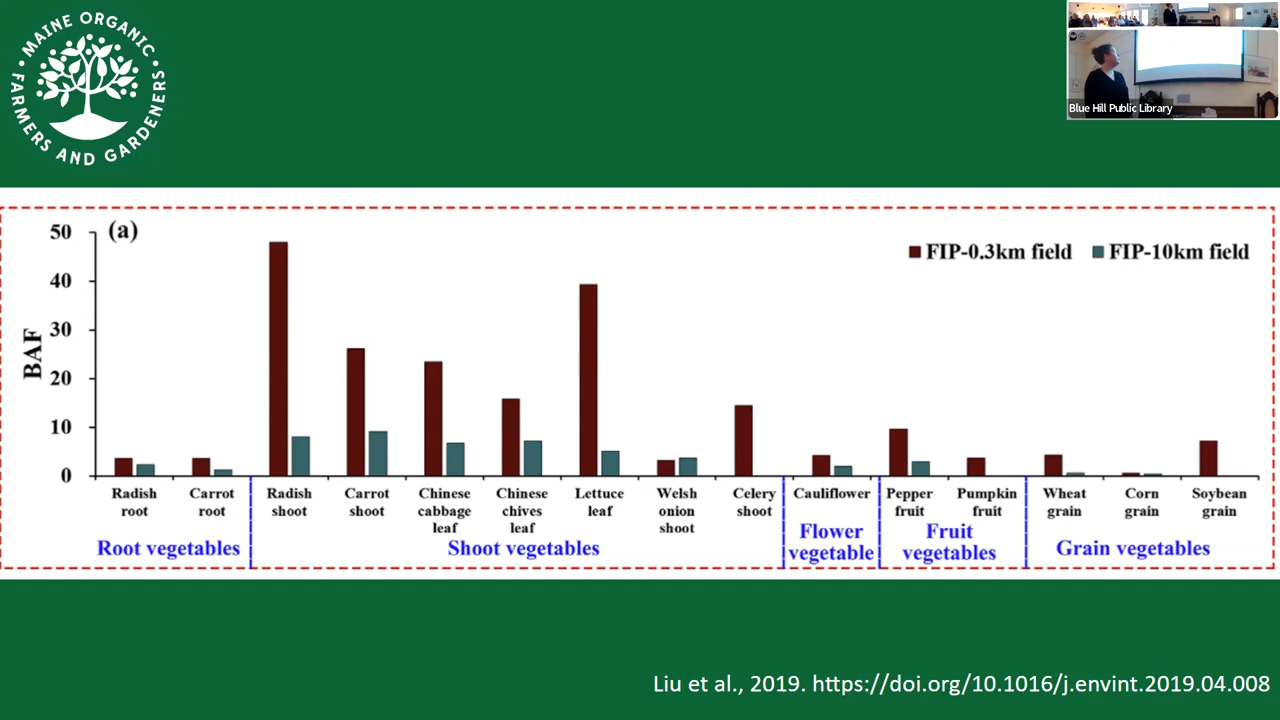 MAINE ORGANIC
FARMERS AND GARDENERS
Blue Hill Public Library
(a)
50
40
30
20
10
0
BAF
FIP-0.3km field
FIP-10km field
Radish root
Carrot root
Radish shoot
Carrot shoot
Chinese cabbage leaf
Chinese chives leaf
Lettuce leaf
Welsh onion shoot
Celery shoot
Cauliflower
Pepper fruit
Pumpkin fruit
Wheat grain
Corn grain
Soybean grain
Root vegetables
Shoot vegetables
Flower vegetable
Fruit vegetables
Grain vegetables
Liu et al., 2019. https://doi.org/10.1016/j.envint.2019.04.008